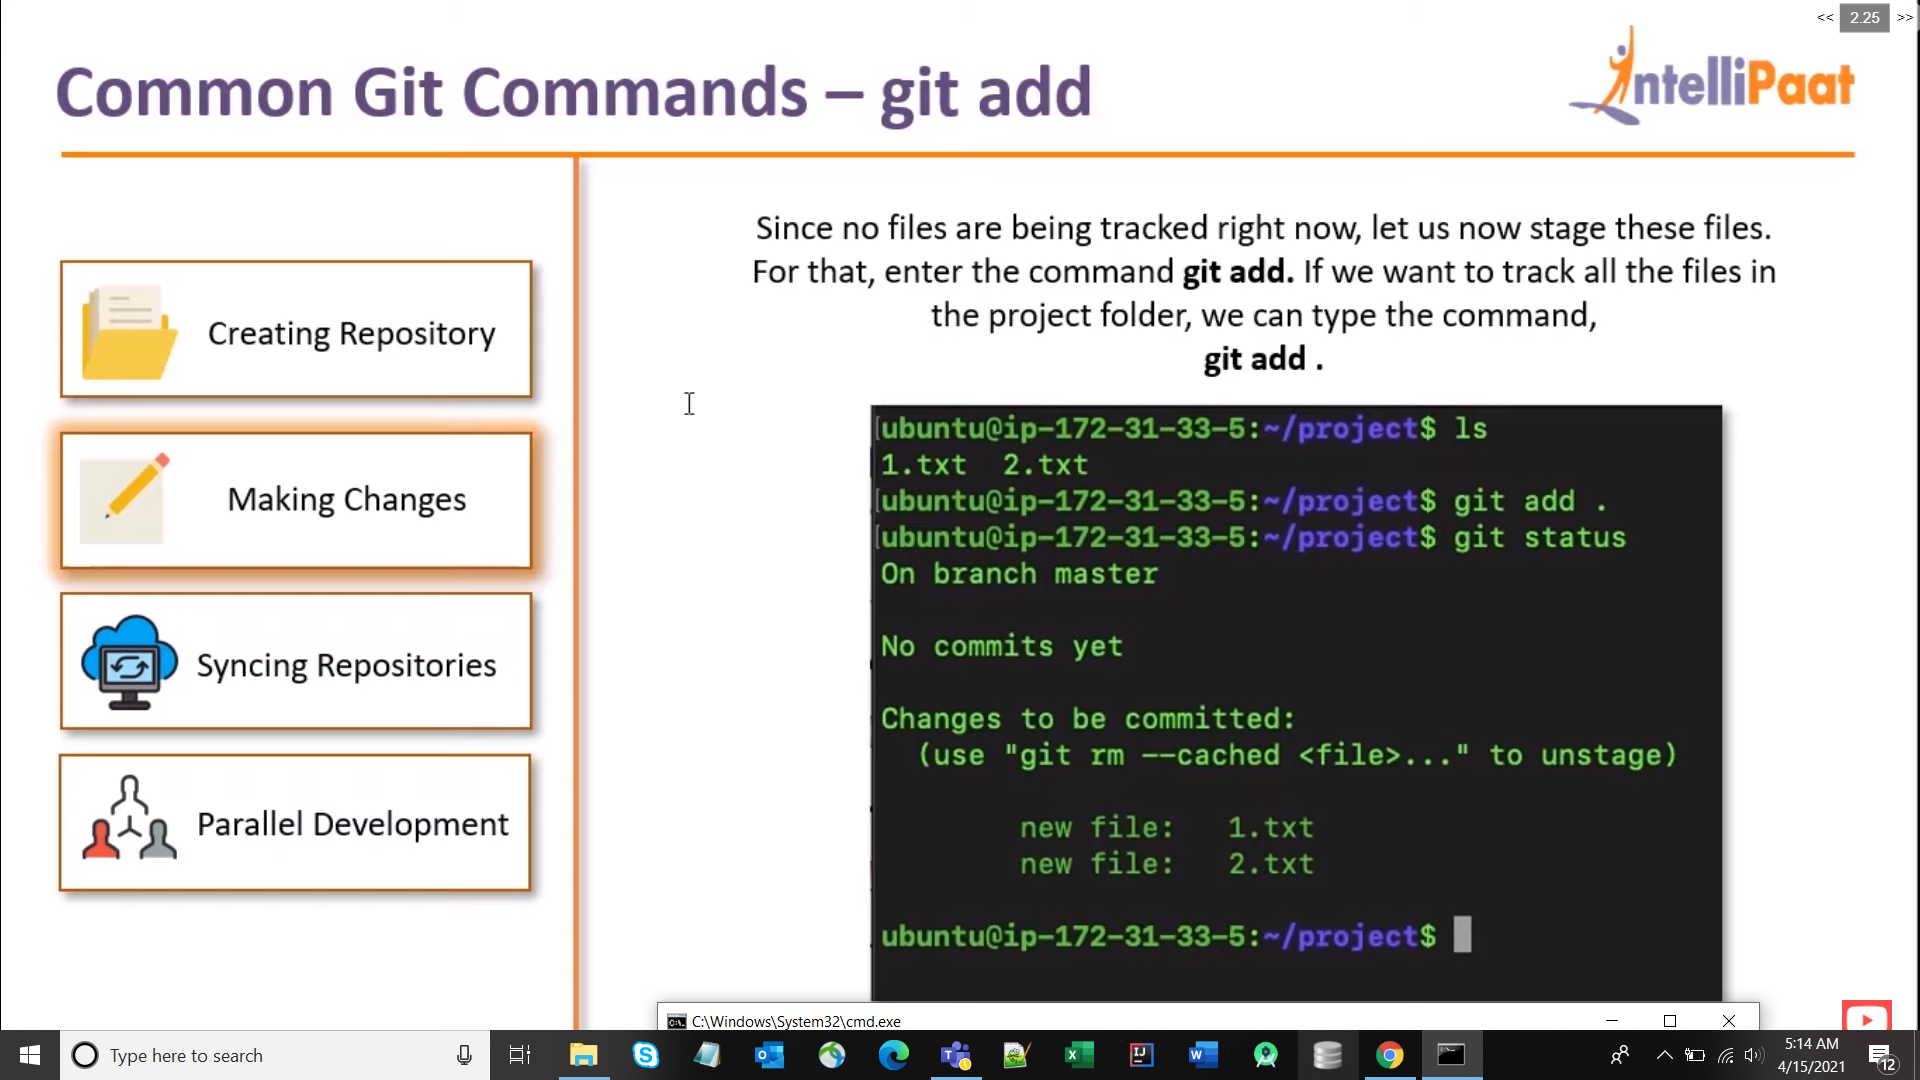 << 2.25 >>
Common Git Commands – git add
IntelliPaat
Since no files are being tracked right now, let us now stage these files.
For that, enter the command git add. If we want to track all the files in
the project folder, we can type the command,
git add .
Creating Repository
Making Changes
Syncing Repositories
Parallel Development
ubuntu@ip-172-31-33-5:~/project$ ls
1.txt  2.txt
ubuntu@ip-172-31-33-5:~/project$ git add .
ubuntu@ip-172-31-33-5:~/project$ git status
On branch master
No commits yet
Changes to be committed:
(use "git rm --cached <file>..." to unstage)
new file:   1.txt
new file:   2.txt
ubuntu@ip-172-31-33-5:~/project$
C:\Windows\System32\cmd.exe
Type here to search
5:14 AM
4/15/2021
12